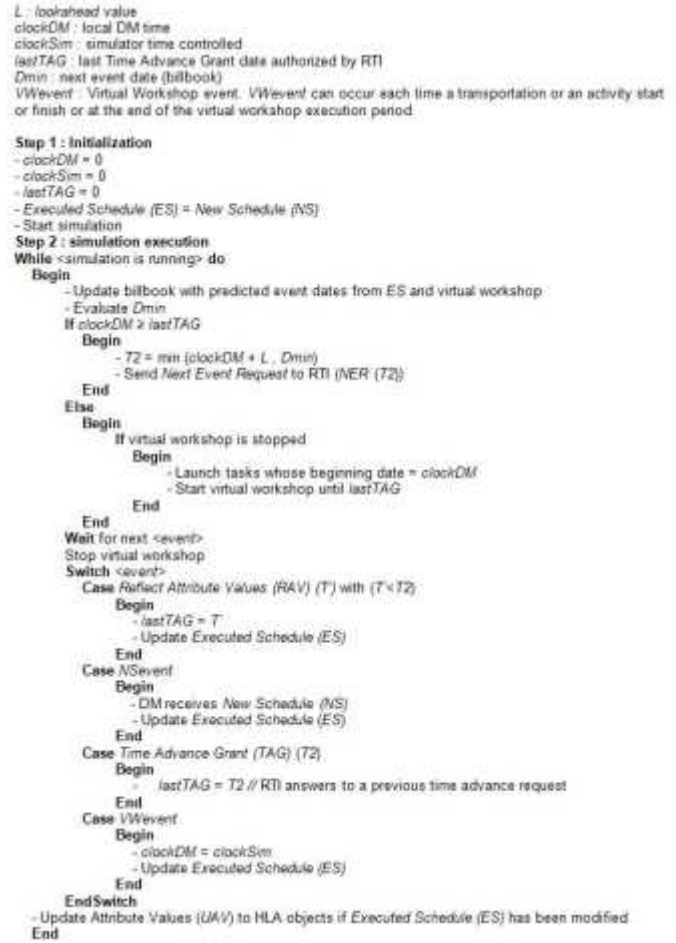 L : lookahead value
clockDM : local DM time
clockSim : simulator time controlled
lastTAG : last Time Advance Grant date authorized by RTI
Dmin : next event date (billbook)
VWevent : Virtual Workshop event. VWevent can occur each time a transportation or an activity start
or finish or at the end of the virtual workshop execution period
Step 1 : Initialization
- clockDM = 0
- clockSim = 0
- lastTAG = 0
- Executed Schedule (ES) = New Schedule (NS)
- Start simulation
Step 2 : simulation execution
While <simulation is running> do
Begin
- Update billbook with predicted event dates from ES and virtual workshop
- Evaluate Dmin
If clockDM ≥ lastTAG
Begin
- T2 = min (clockDM + L , Dmin)
- Send Next Event Request to RTI (NER (T2))
End
Else
Begin
If virtual workshop is stopped
Begin
- Launch tasks whose beginning date = clockDM
- Start virtual workshop until lastTAG
End
End
Wait for next <event>
Stop virtual workshop
Switch <event>
Case Reflect Attribute Values (RAV) (T') with (T'<T2)
Begin
- lastTAG = T'
- Update Executed Schedule (ES)
End
Case NSevent
Begin
- DM receives New Schedule (NS)
- Update Executed Schedule (ES)
End
Case Time Advance Grant (TAG) (T2)
Begin
- lastTAG = T2 // RTI answers to a previous time advance request
End
Case VWevent
Begin
- clockDM = clockSim
- Update Executed Schedule (ES)
End
EndSwitch
- Update Attribute Values (UAV) to HLA objects if Executed Schedule (ES) has been modified
End